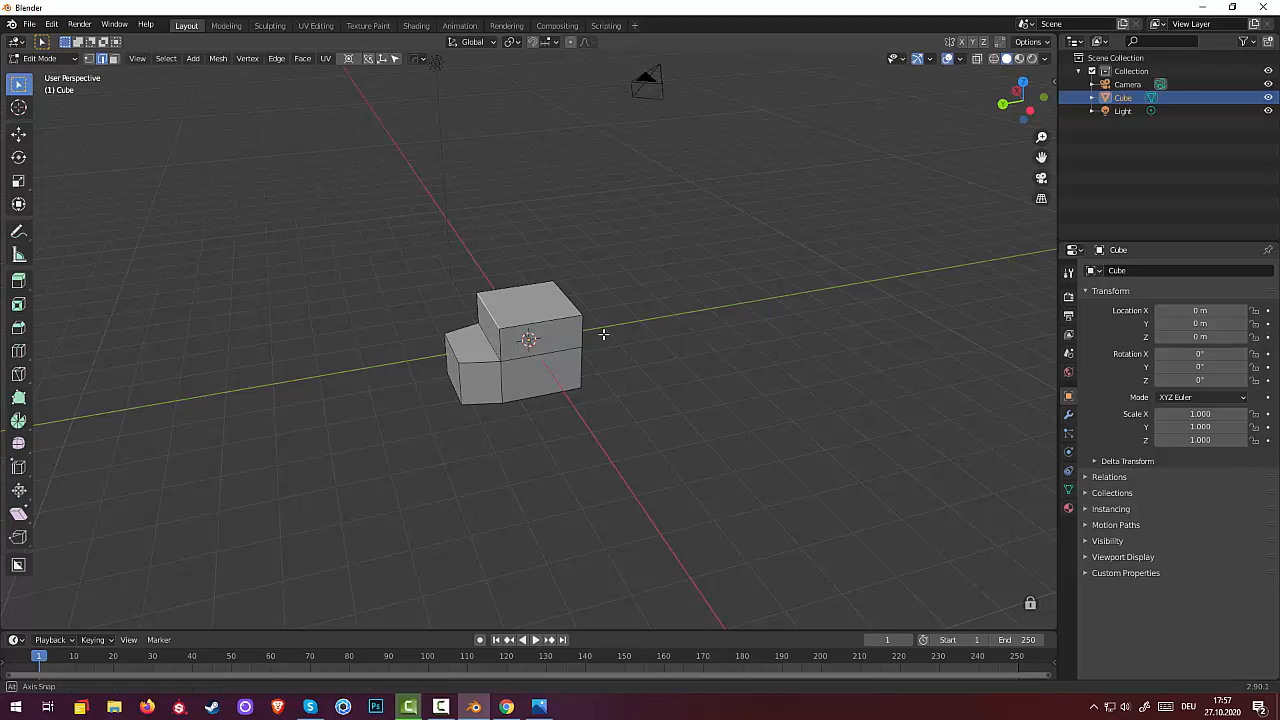 Blender
File Edit Render Window Help Layout Modeling Sculpting UV Editing Texture Paint Shading Animation Rendering Compositing Scripting + Scene View Layer
Global X Y Z Options
Edit Mode View Select Add Mesh Vertex Edge Face UV
User Perspective
(1) Cube
Z
Y
X
Scene Collection
Collection
Camera
Cube
Light
Cube
Cube
Transform
Location X 0 m
Y 0 m
Z 0 m
Rotation X 0°
Y 0°
Z 0°
Mode XYZ Euler
Scale X 1.000
Y 1.000
Z 1.000
Delta Transform
Relations
Collections
Instancing
Motion Paths
Visibility
Viewport Display
Custom Properties
Playback Keying View Marker 1 Start 1 End 250
1 10 20 30 40 50 60 70 80 90 100 110 120 130 140 150 160 170 180 190 200 210 220 230 240 250
Alt Axis Snap 2.90.1
Ps DEU 17:57
27.10.2020 2